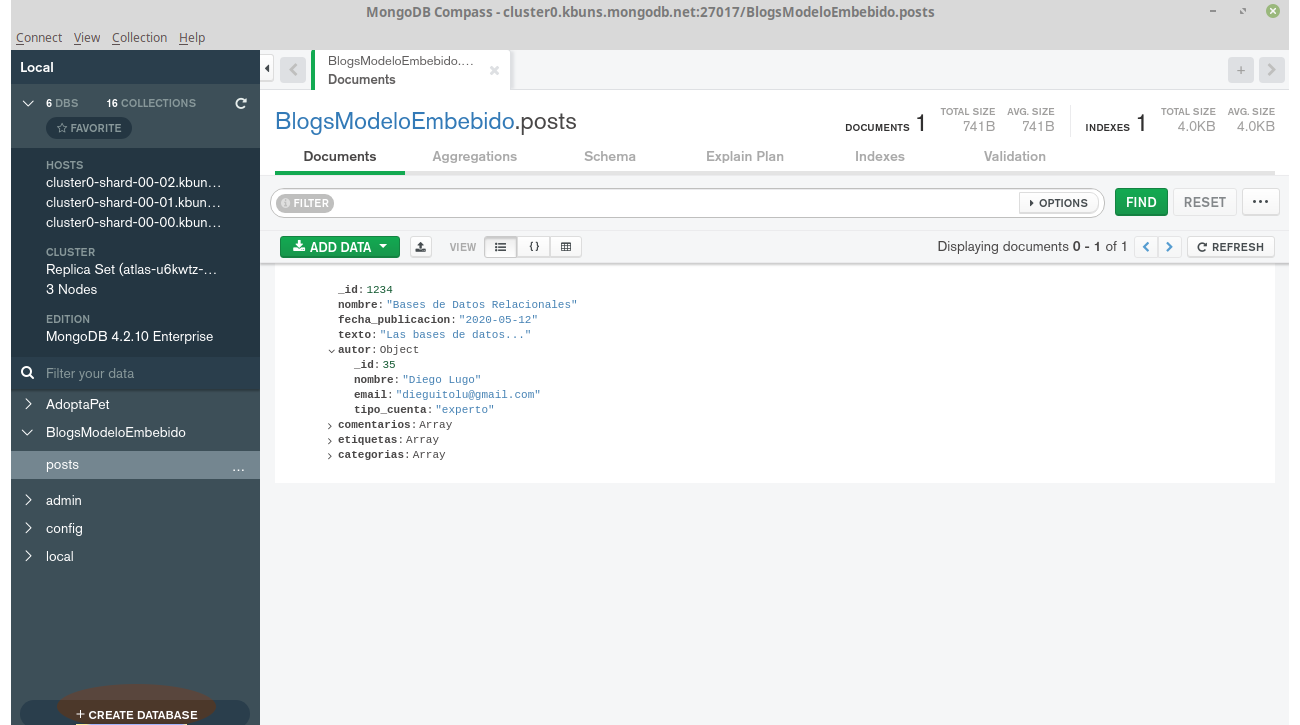 MongoDB Compass - cluster0.kbuns.mongodb.net:27017/BlogsModeloEmbebido.posts
Connect View Collection Help
Local
6 DBS 16 COLLECTIONS
FAVORITE
HOSTS
cluster0-shard-00-02.kbun...
cluster0-shard-00-01.kbun...
cluster0-shard-00-00.kbun...
CLUSTER
Replica Set (atlas-u6kwtz-...
3 Nodes
EDITION
MongoDB 4.2.10 Enterprise
Filter your data
AdoptaPet
BlogsModeloEmbebido
posts ...
admin
config
local
+ CREATE DATABASE
BlogsModeloEmbebido....
Documents
BlogsModeloEmbebido.posts
DOCUMENTS 1
TOTAL SIZE AVG. SIZE
741B 741B
INDEXES 1
TOTAL SIZE AVG. SIZE
4.0KB 4.0KB
Documents Aggregations Schema Explain Plan Indexes Validation
FILTER OPTIONS FIND RESET ...
ADD DATA VIEW { } Displaying documents 0 - 1 of 1 < > REFRESH
_id: 1234
nombre: "Bases de Datos Relacionales"
fecha_publicacion: "2020-05-12"
texto: "Las bases de datos..."
autor: Object
_id: 35
nombre: "Diego Lugo"
email: "dieguitolu@gmail.com"
tipo_cuenta: "experto"
comentarios: Array
etiquetas: Array
categorias: Array